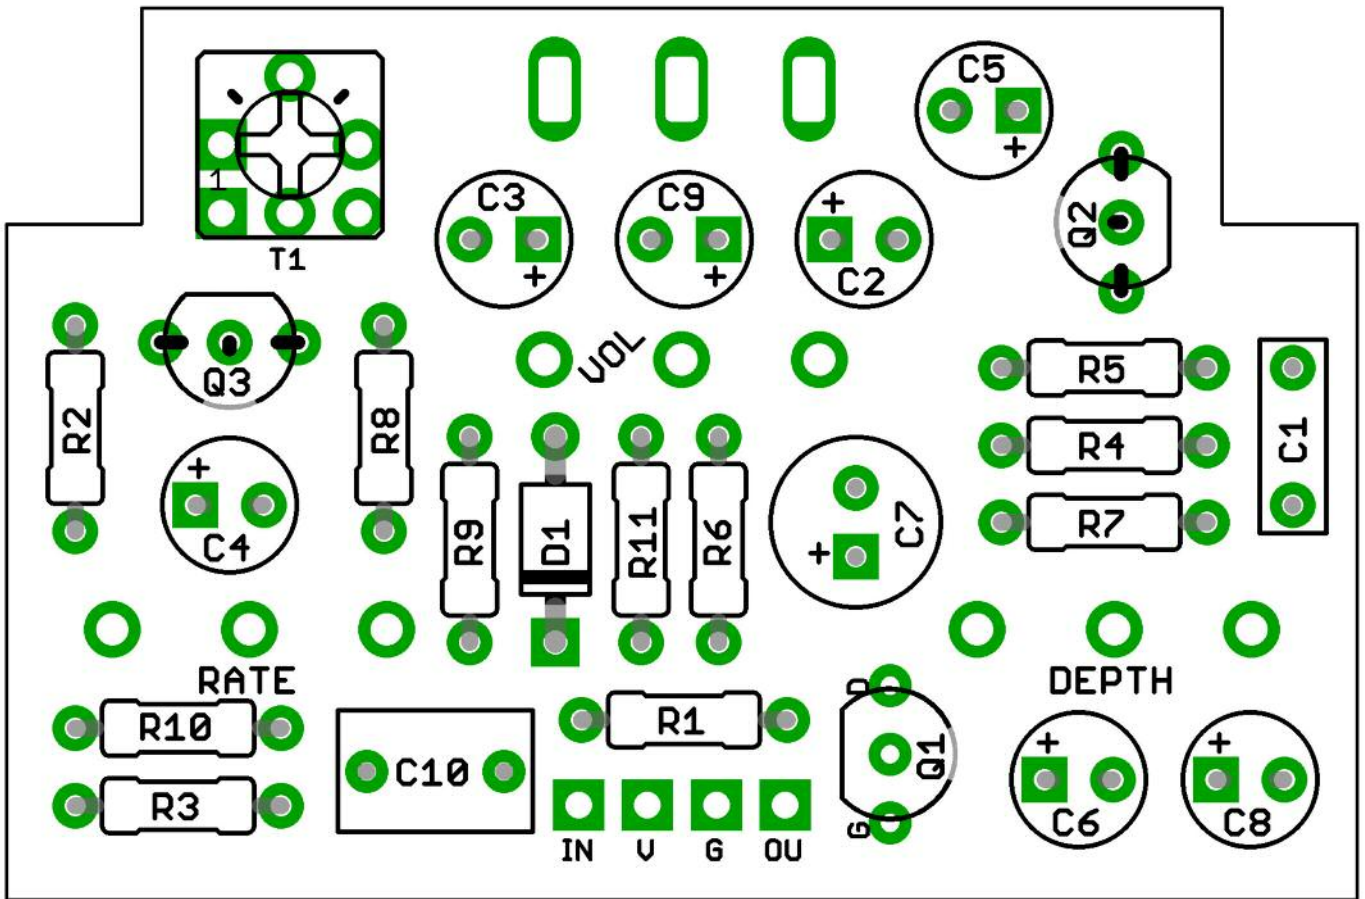 C5
C3
C9
+
Q2
1
+
T1
+
+
C2
VOL
Q3
R5
R2
R8
R4
C1
+
C4
R9
D1
R11
R6
+
C7
R7
RATE
DEPTH
R10
R1
D
Q1
+
+
C10
R3
G
C6
C8
IN V G OU